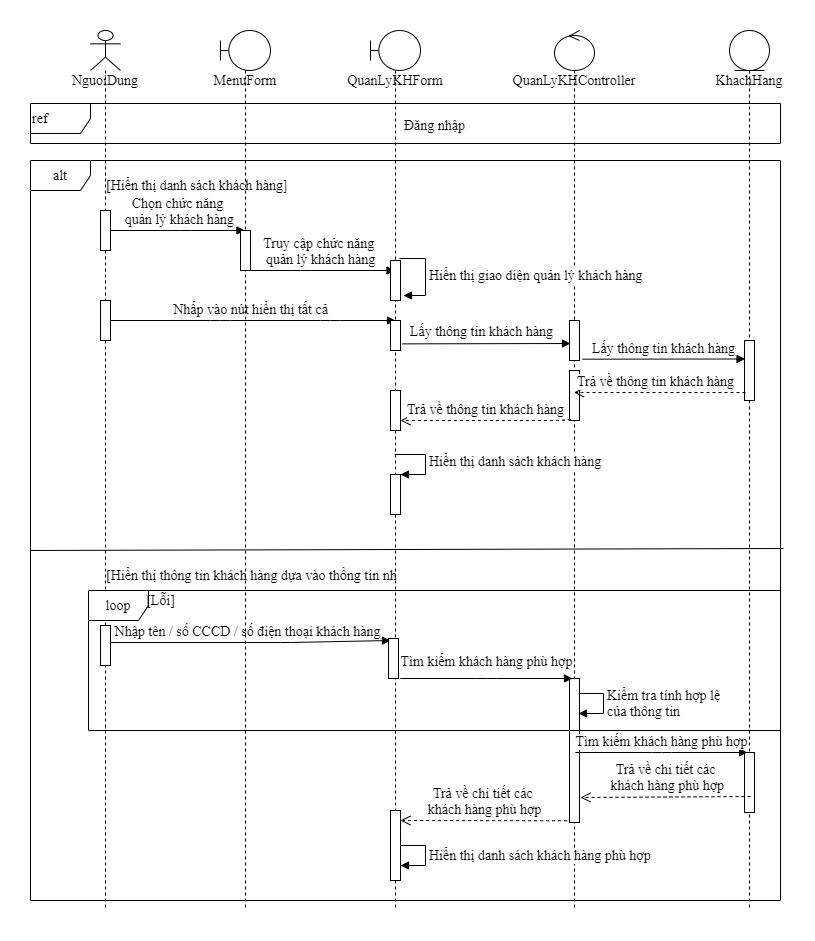 NguoiDung
MenuForm
QuanLyKHForm
QuanLyKHController
KhachHang
ref
Đăng nhập
alt
[Hiển thị danh sách khách hàng]
Chọn chức năng
quản lý khách hàng
Truy cập chức năng
quản lý khách hàng
Hiển thị giao diện quản lý khách hàng
Nhấp vào nút hiển thị tất cả
Lấy thông tin khách hàng
Lấy thông tin khách hàng
Trả về thông tin khách hàng
Trả về thông tin khách hàng
Hiển thị danh sách khách hàng
[Hiển thị thông tin khách hàng dựa vào thông tin nh
loop
[Lỗi]
Nhập tên / số CCCD / số điện thoại khách hàng
Tìm kiếm khách hàng phù hợp
Kiểm tra tính hợp lệ
của thông tin
Tìm kiếm khách hàng phù hợp
Trả về chi tiết các
khách hàng phù hợp
Trả về chi tiết các
khách hàng phù hợp
Hiển thị danh sách khách hàng phù hợp